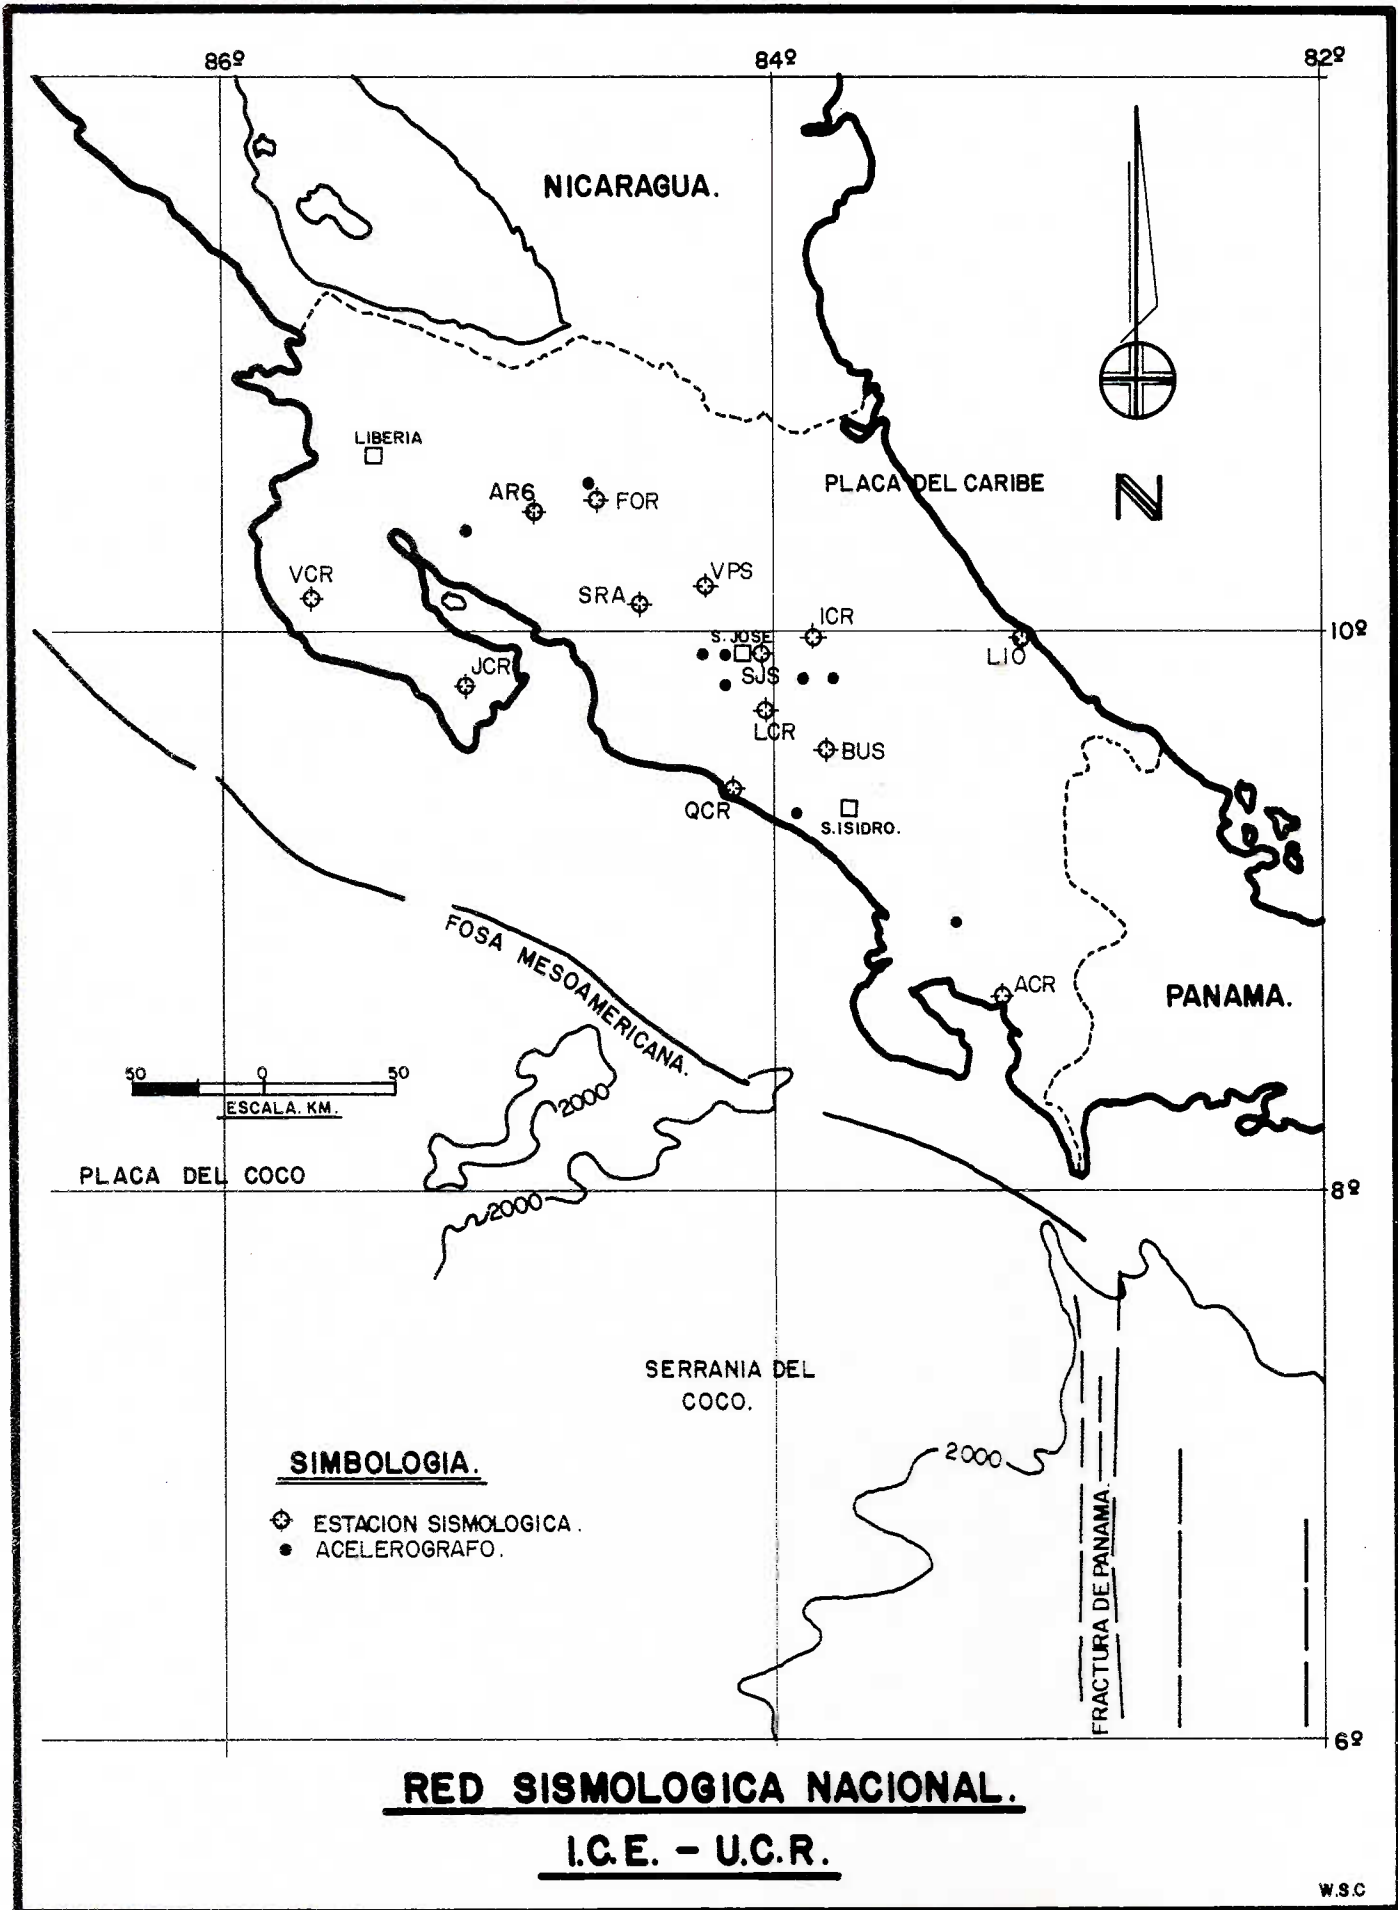 86º
84º
82º
NICARAGUA.
LIBERIA
AR6
FOR
PLACA DEL CARIBE
N
VCR
SRA
VPS
ICR
10º
S. JOSE
LIO
JCR
SJS
LCR
BUS
QCR
S.ISIDRO.
FOSA MESOAMERICANA.
ACR
PANAMA.
50 0 50
ESCALA. KM.
2000
PLACA DEL COCO
8º
2000
SERRANIA DEL
COCO.
2000
SIMBOLOGIA.
ESTACION SISMOLOGICA.
ACELEROGRAFO.
FRACTURA DE PANAMA.
6º
RED SISMOLOGICA NACIONAL.
I.C.E. - U.C.R.
W.S.C